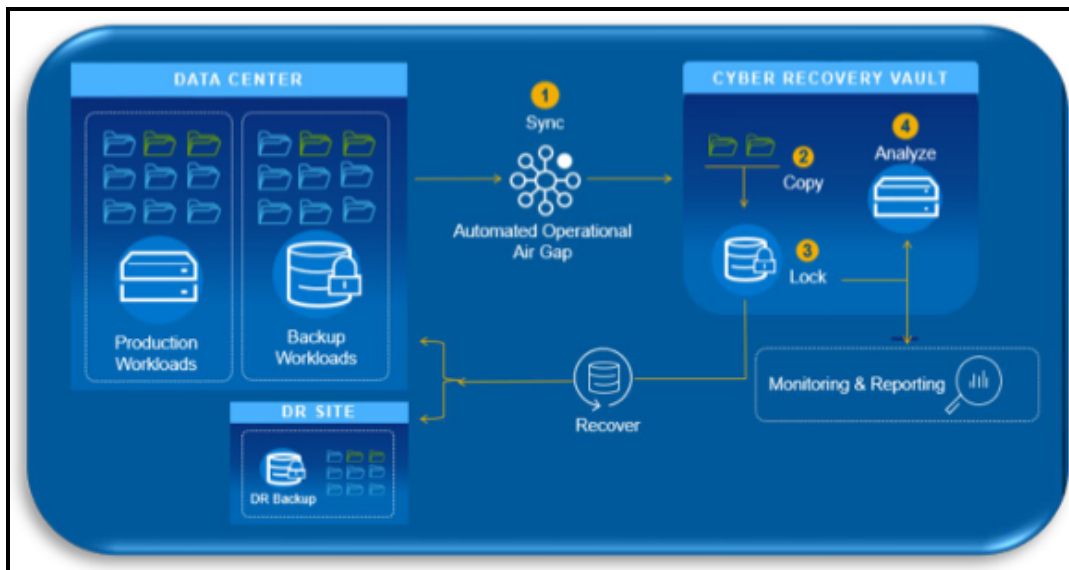 DATA CENTER
Production
Workloads
Backup
Workloads
1
Sync
Automated Operational
Air Gap
CYBER RECOVERY VAULT
2
Copy
3
Lock
4
Analyze
Monitoring & Reporting
Recover
DR SITE
DR Backup